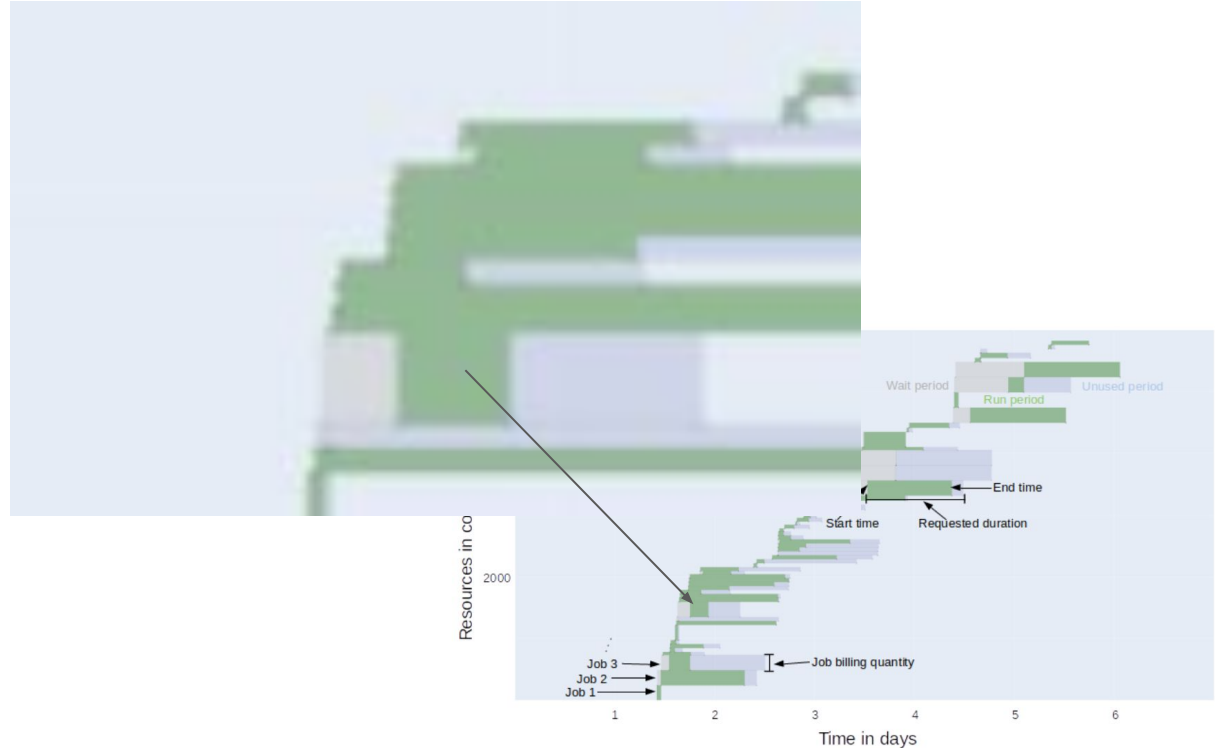 Wait period
Unused period
Run period
End time
Start time
Requested duration
Resources in co
2000
Job 3
Job billing quantity
Job 2
Job 1
1 2 3 4 5 6
Time in days